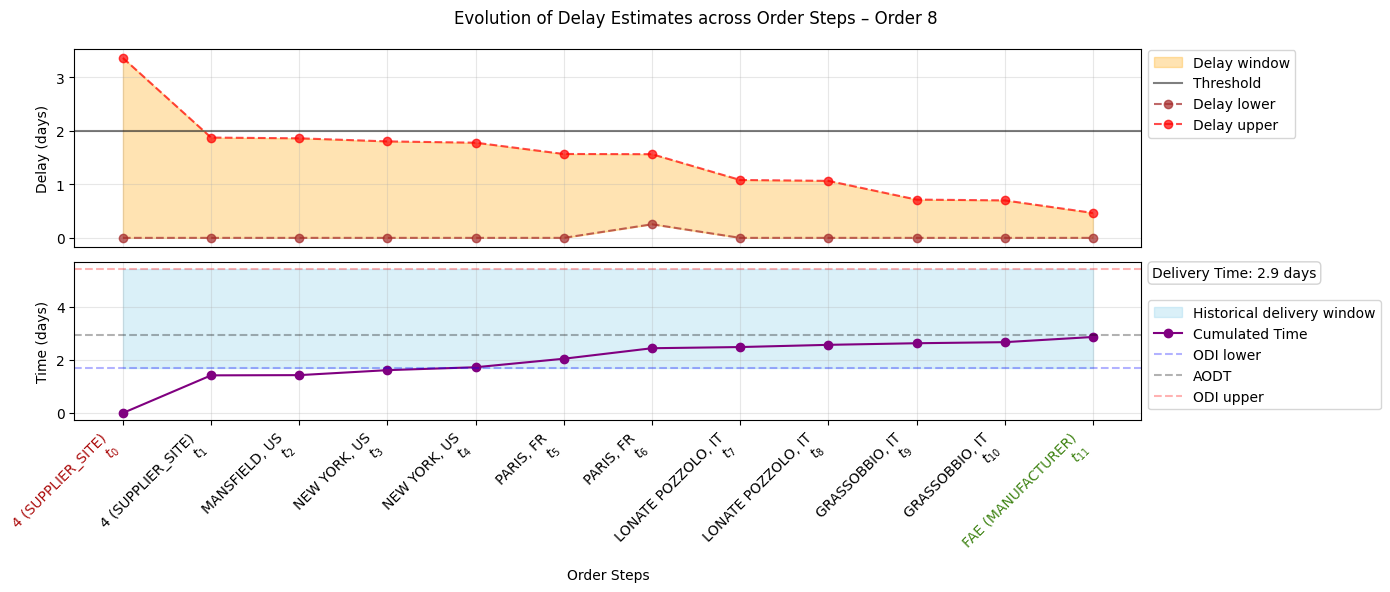 Evolution of Delay Estimates across Order Steps – Order 8
Delay (days)
3
2
1
0
Delay window
Threshold
Delay lower
Delay upper
Time (days)
4
2
0
Delivery Time: 2.9 days
Historical delivery window
Cumulated Time
ODI lower
AODT
ODI upper
4 (SUPPLIER_SITE)
t0
4 (SUPPLIER_SITE)
t1
MANSFIELD, US
t2
NEW YORK, US
t3
NEW YORK, US
t4
PARIS, FR
t5
PARIS, FR
t6
LONATE POZZOLO, IT
t7
LONATE POZZOLO, IT
t8
GRASSOBBIO, IT
t9
GRASSOBBIO, IT
t10
FAE (MANUFACTURER)
t11
Order Steps